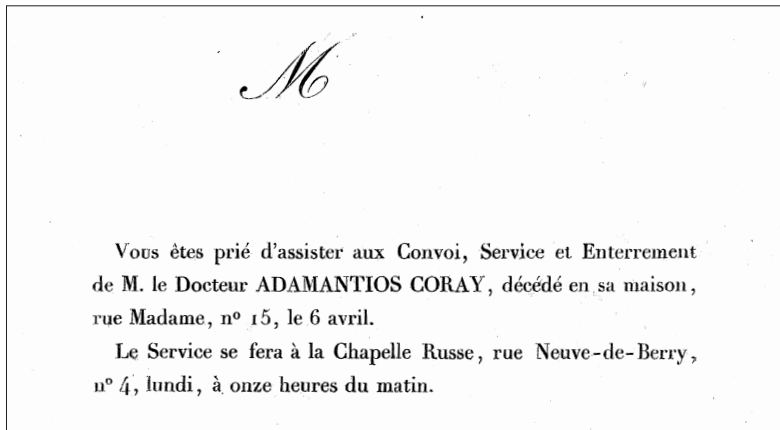 M
Vous êtes prié d'assister aux Convoi, Service et Enterrement
de M. le Docteur ADAMANTIOS CORAY, décédé en sa maison,
rue Madame, nº 15, le 6 avril.
Le Service se fera à la Chapelle Russe, rue Neuve-de-Berry,
nº 4, lundi, à onze heures du matin.